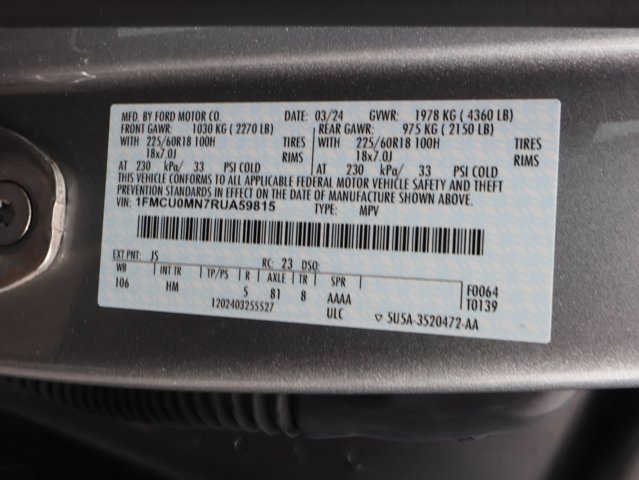 MFD. BY FORD MOTOR CO. DATE: 03/24 GVWR: 1978 KG ( 4360 LB)
FRONT GAWR: 1030 KG ( 2270 LB) REAR GAWR: 975 KG ( 2150 LB)
WITH 225/60R18 100H TIRES WITH 225/60R18 100H TIRES
18x7.0J RIMS 18x7.0J RIMS
AT 230 kPa/ 33 PSI COLD AT 230 kPa/ 33 PSI COLD
THIS VEHICLE CONFORMS TO ALL APPLICABLE FEDERAL MOTOR VEHICLE SAFETY AND THEFT
PREVENTION STANDARDS IN EFFECT ON THE DATE OF MANUFACTURE SHOWN ABOVE.
VIN: 1FMCU0MN7RUA59815 TYPE: MPV
EXT PNT: JS RC: 23 DSO:
WB INT TR TP/PS R AXLE TR SPR F0064
106 HM 5 81 8 AAAA T0139
1202403255527 ULC ▽ 5U5A-3520472-AA